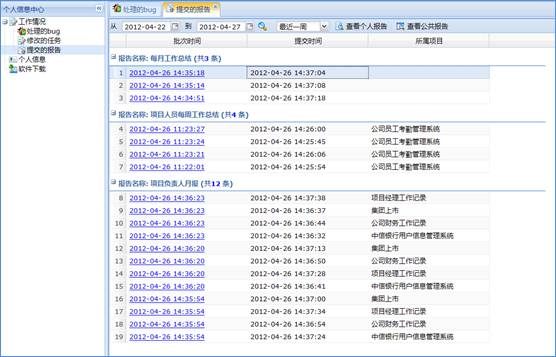 个人信息中心
工作情况
处理的bug
修改的任务
提交的报告
个人信息
软件下载
处理的bug 提交的报告
从 2012-04-22 到 2012-04-27 最近一周 查看个人报告 查看公共报告
批次时间 提交时间 所属项目
报告名称: 每月工作总结 (共3 条)
1 2012-04-26 14:35:18 2012-04-26 14:37:04
2 2012-04-26 14:35:14 2012-04-26 14:37:08
3 2012-04-26 14:34:51 2012-04-26 14:37:18
报告名称: 项目人员每周工作总结 (共4 条)
4 2012-04-26 11:23:27 2012-04-26 14:26:00 公司员工考勤管理系统
5 2012-04-26 11:23:24 2012-04-26 14:25:45 公司员工考勤管理系统
6 2012-04-26 11:23:21 2012-04-26 14:26:06 公司员工考勤管理系统
7 2012-04-26 11:22:01 2012-04-26 14:25:54 公司员工考勤管理系统
报告名称: 项目负责人月报 (共12 条)
8 2012-04-26 14:36:23 2012-04-26 14:37:38 项目经理工作记录
9 2012-04-26 14:36:23 2012-04-26 14:36:37 集团上市
10 2012-04-26 14:36:23 2012-04-26 14:36:44 公司财务工作记录
11 2012-04-26 14:36:23 2012-04-26 14:36:32 中信银行用户信息管理系统
12 2012-04-26 14:36:20 2012-04-26 14:37:13 集团上市
13 2012-04-26 14:36:20 2012-04-26 14:36:50 公司财务工作记录
14 2012-04-26 14:36:20 2012-04-26 14:37:28 项目经理工作记录
15 2012-04-26 14:36:20 2012-04-26 14:36:41 中信银行用户信息管理系统
16 2012-04-26 14:35:54 2012-04-26 14:37:00 集团上市
17 2012-04-26 14:35:54 2012-04-26 14:37:34 项目经理工作记录
18 2012-04-26 14:35:54 2012-04-26 14:36:54 公司财务工作记录
19 2012-04-26 14:35:54 2012-04-26 14:37:24 中信银行用户信息管理系统